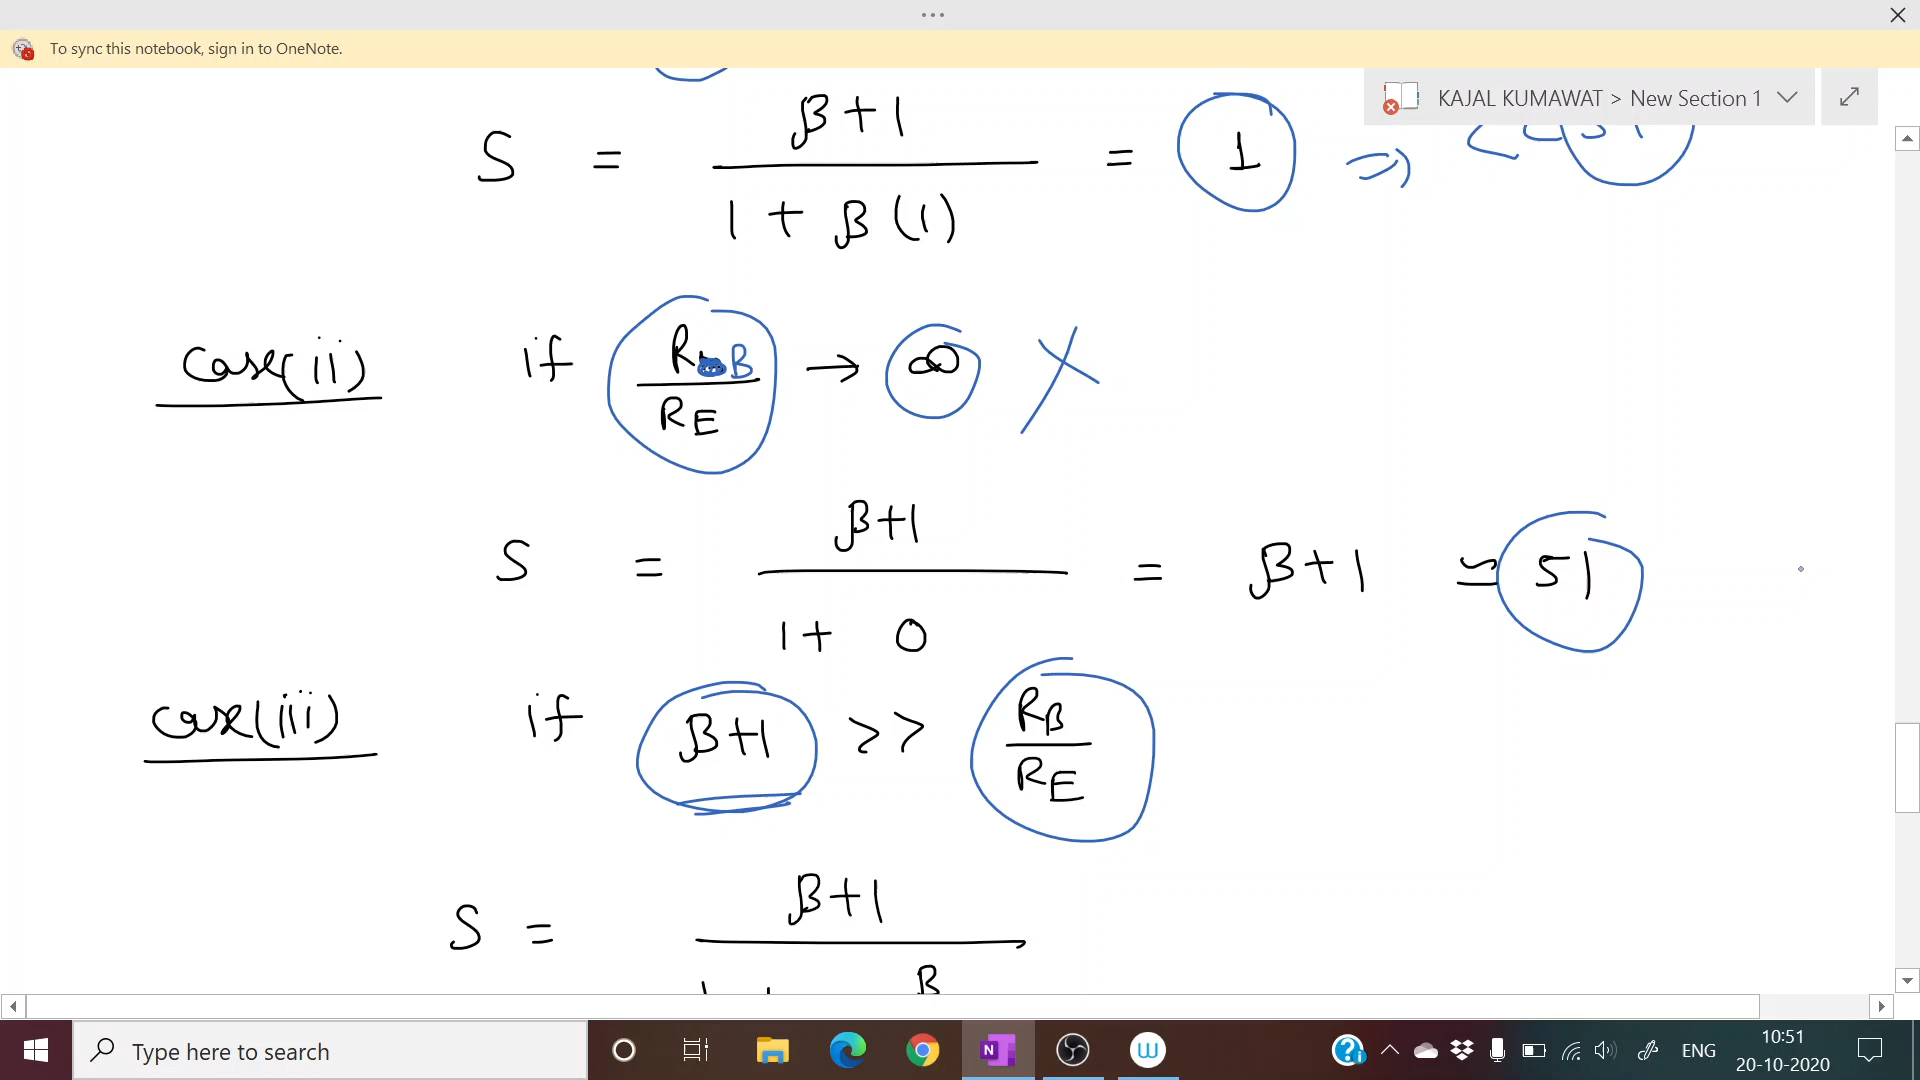 To sync this notebook, sign in to OneNote.
KAJAL KUMAWAT > New Section 1
S = β+1 / 1 + β(1) = 1 ⇒ <
case(ii) if R B / RE → ∞ X
S = β+1 / 1+ 0 = β+1 ≃ 51
case(iii) if β+1 >> RB / RE
S = β+1
β
Type here to search
ENG
10:51
20-10-2020